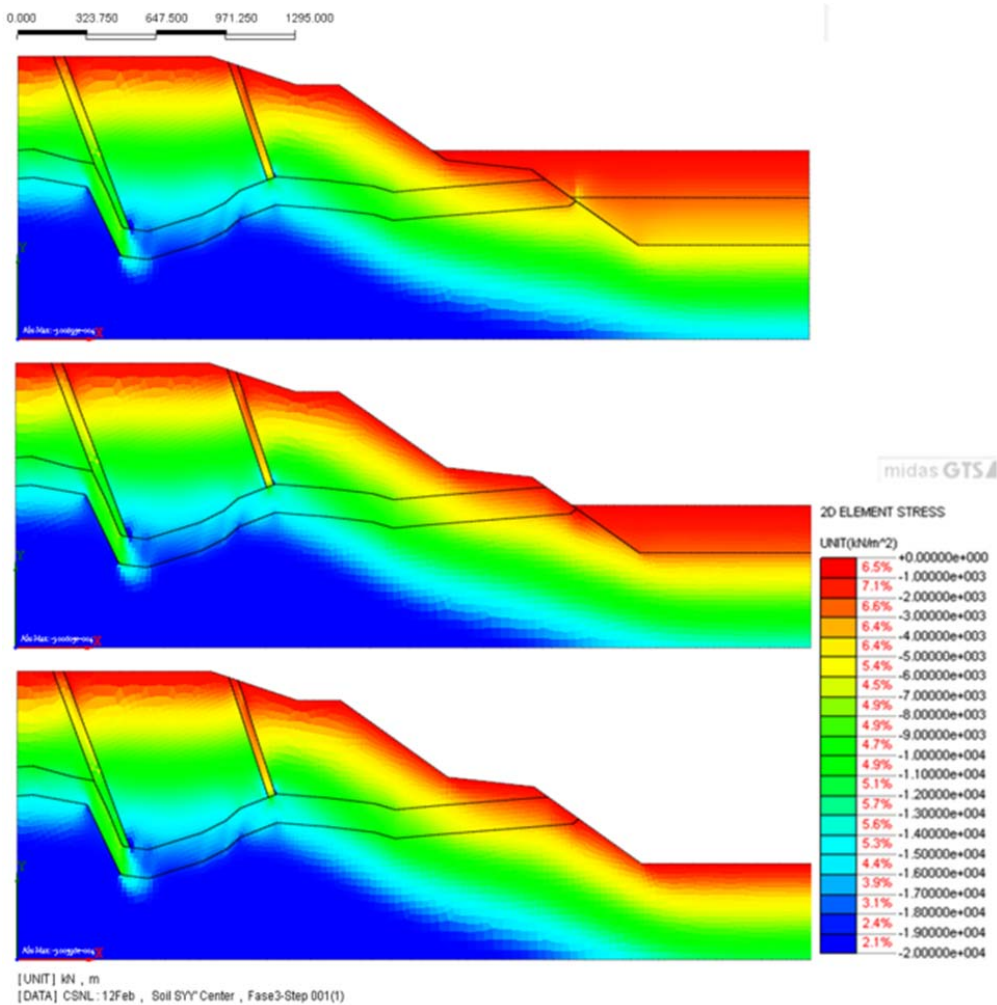 0.000 323.750 647.500 971.250 1295.000
midas GTS
2D ELEMENT STRESS
UNIT(kN/m^2)
+0.00000e+000
6.5%
-1.00000e+003
7.1%
-2.00000e+003
6.6%
-3.00000e+003
6.4%
-4.00000e+003
6.4%
-5.00000e+003
5.4%
-6.00000e+003
4.5%
-7.00000e+003
4.9%
-8.00000e+003
4.9%
-9.00000e+003
4.7%
-1.00000e+004
4.9%
-1.10000e+004
5.1%
-1.20000e+004
5.7%
-1.30000e+004
5.6%
-1.40000e+004
5.3%
-1.50000e+004
4.4%
-1.60000e+004
3.9%
-1.70000e+004
3.1%
-1.80000e+004
2.4%
-1.90000e+004
2.1%
-2.00000e+004
[UNIT] kN , m
[DATA] CSNL : 12Feb , Soil SYY'Center , Fase3-Step 001(1)